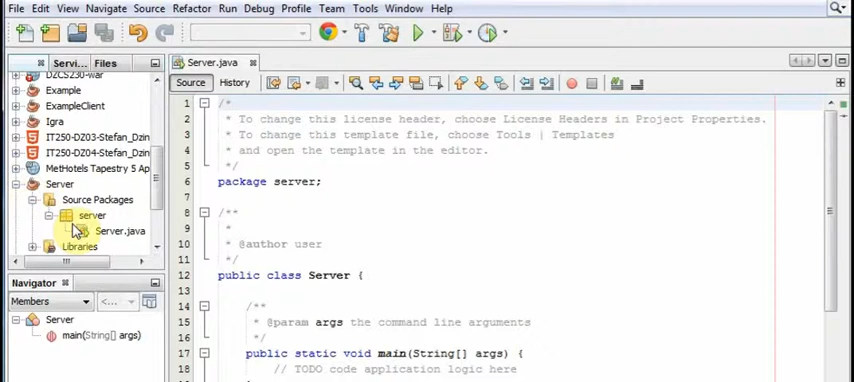 File Edit View Navigate Source Refactor Run Debug Profile Team Tools Window Help
Servi... Files
DZCS230-war
Example
ExampleClient
Igra
IT250-DZ03-Stefan_Dzin
IT250-DZ04-Stefan_Dzin
MetHotels Tapestry 5 Ap
Server
Source Packages
server
Server.java
Libraries
Navigator
Members <...
Server
main(String[] args)
Server.java
Source History
1 /*
2 * To change this license header, choose License Headers in Project Properties.
3 * To change this template file, choose Tools | Templates
4 * and open the template in the editor.
5 */
6 package server;
7
8 /**
9 *
10 * @author user
11 */
12 public class Server {
13
14 /**
15 * @param args the command line arguments
16 */
17 public static void main(String[] args) {
18 // TODO code application logic here